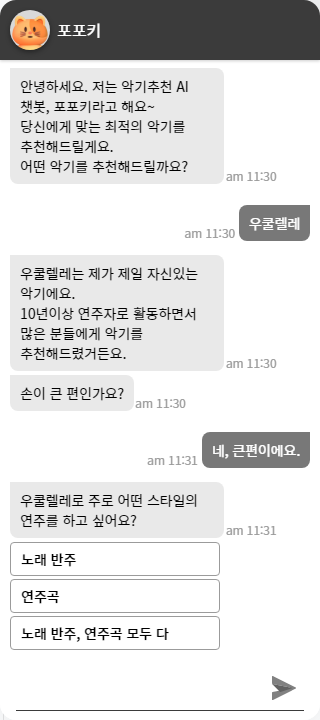 포포키
안녕하세요. 저는 악기추천 AI
챗봇, 포포키라고 해요~
당신에게 맞는 최적의 악기를
추천해드릴게요.
어떤 악기를 추천해드릴까요?
am 11:30
am 11:30
우쿨렐레
우쿨렐레는 제가 제일 자신있는
악기에요.
10년이상 연주자로 활동하면서
많은 분들에게 악기를
추천해드렸거든요.
am 11:30
손이 큰 편인가요?
am 11:30
am 11:31
네, 큰편이에요.
우쿨렐레로 주로 어떤 스타일의
연주를 하고 싶어요?
am 11:31
노래 반주
연주곡
노래 반주, 연주곡 모두 다